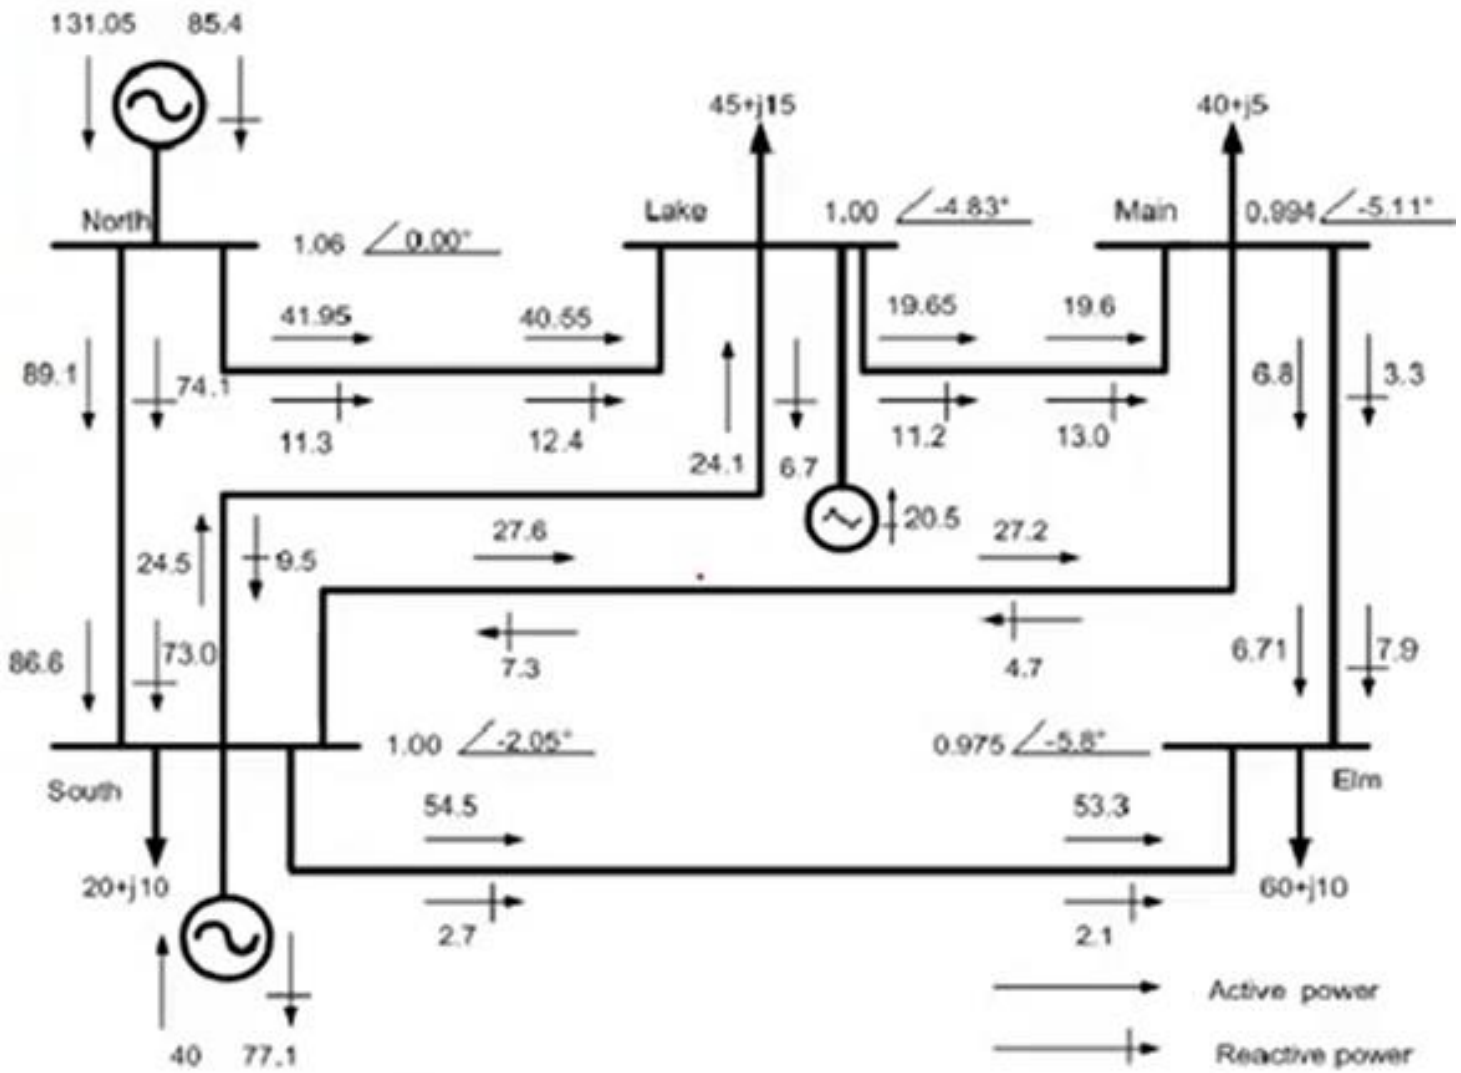 131.05 85.4
45+j15 40+j5
North Lake 1.00 -4.83° Main 0.994 -5.11°
1.06 0.00°
41.95 40.55 19.65 19.6
89.1 74.1 6.8 3.3
11.3 12.4 11.2 13.0
24.1 6.7
24.5 9.5 27.6 20.5 27.2
86.6 73.0 7.3 4.7 6.71 7.9
1.00 -2.05° 0.975 -5.8°
South Elm
54.5 53.3
20+j10 60+j10
2.7 2.1
Active power
40 77.1 Reactive power